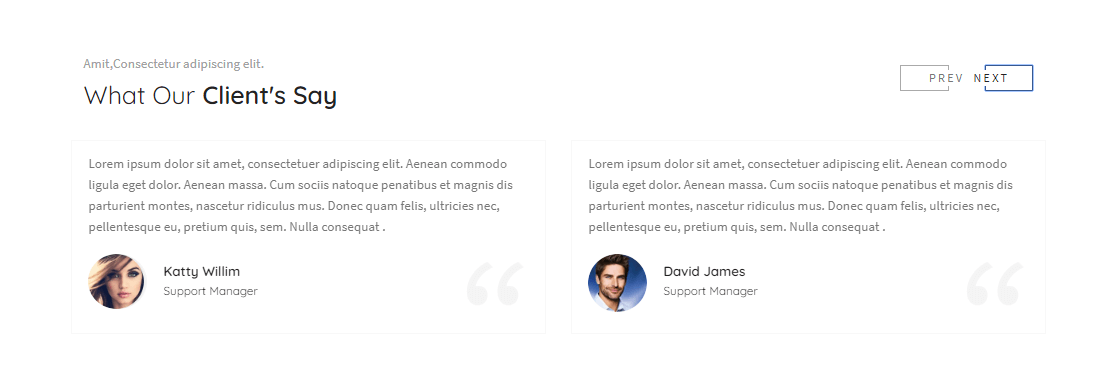 Amit,Consectetur adipiscing elit.
What Our Client's Say
PREV NEXT
Lorem ipsum dolor sit amet, consectetuer adipiscing elit. Aenean commodo
ligula eget dolor. Aenean massa. Cum sociis natoque penatibus et magnis dis
parturient montes, nascetur ridiculus mus. Donec quam felis, ultricies nec,
pellentesque eu, pretium quis, sem. Nulla consequat .
Katty Willim
Support Manager
“
Lorem ipsum dolor sit amet, consectetuer adipiscing elit. Aenean commodo
ligula eget dolor. Aenean massa. Cum sociis natoque penatibus et magnis dis
parturient montes, nascetur ridiculus mus. Donec quam felis, ultricies nec,
pellentesque eu, pretium quis, sem. Nulla consequat .
David James
Support Manager
“